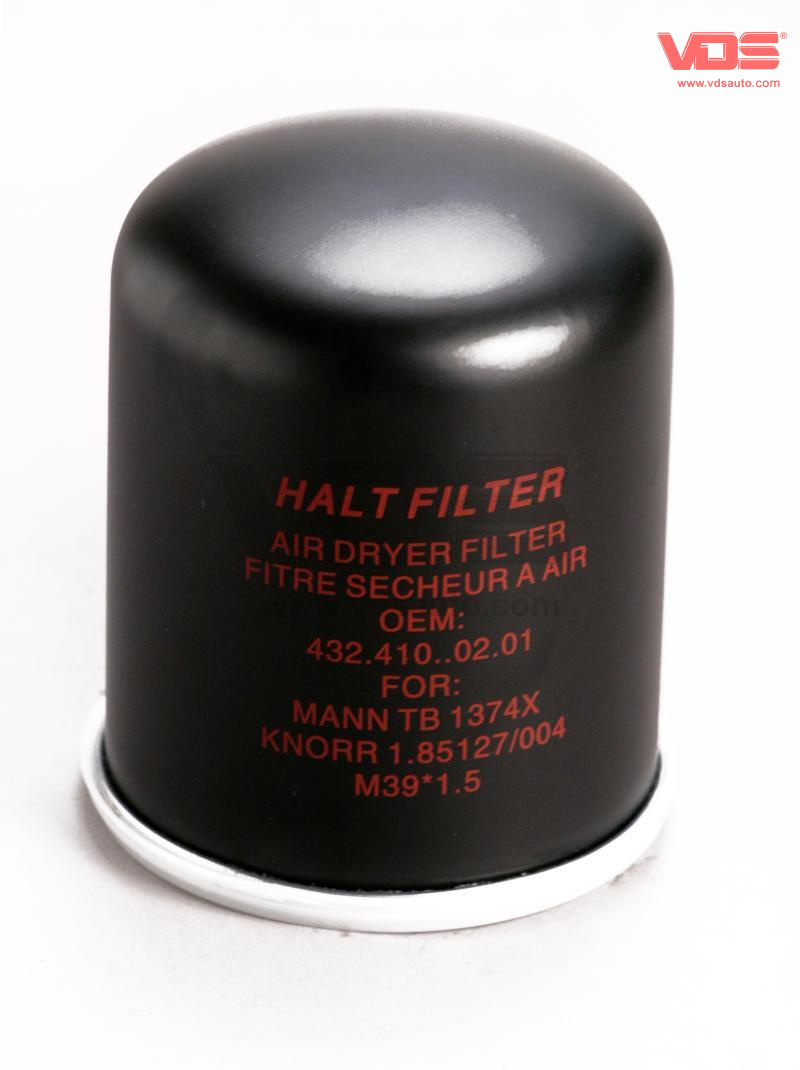 VDS®
www.vdsauto.com
HALT FILTER
AIR DRYER FILTER
FITRE SECHEUR A AIR
OEM:
432.410..02.01
FOR:
MANN TB 1374X
KNORR 1.85127/004
M39*1.5